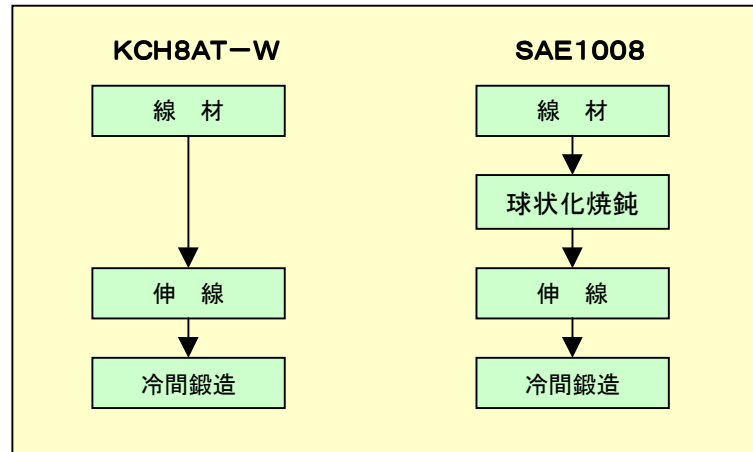 KCH8AT－W
線 材
伸 線
冷間鍛造
SAE1008
線 材
球状化焼鈍
伸 線
冷間鍛造